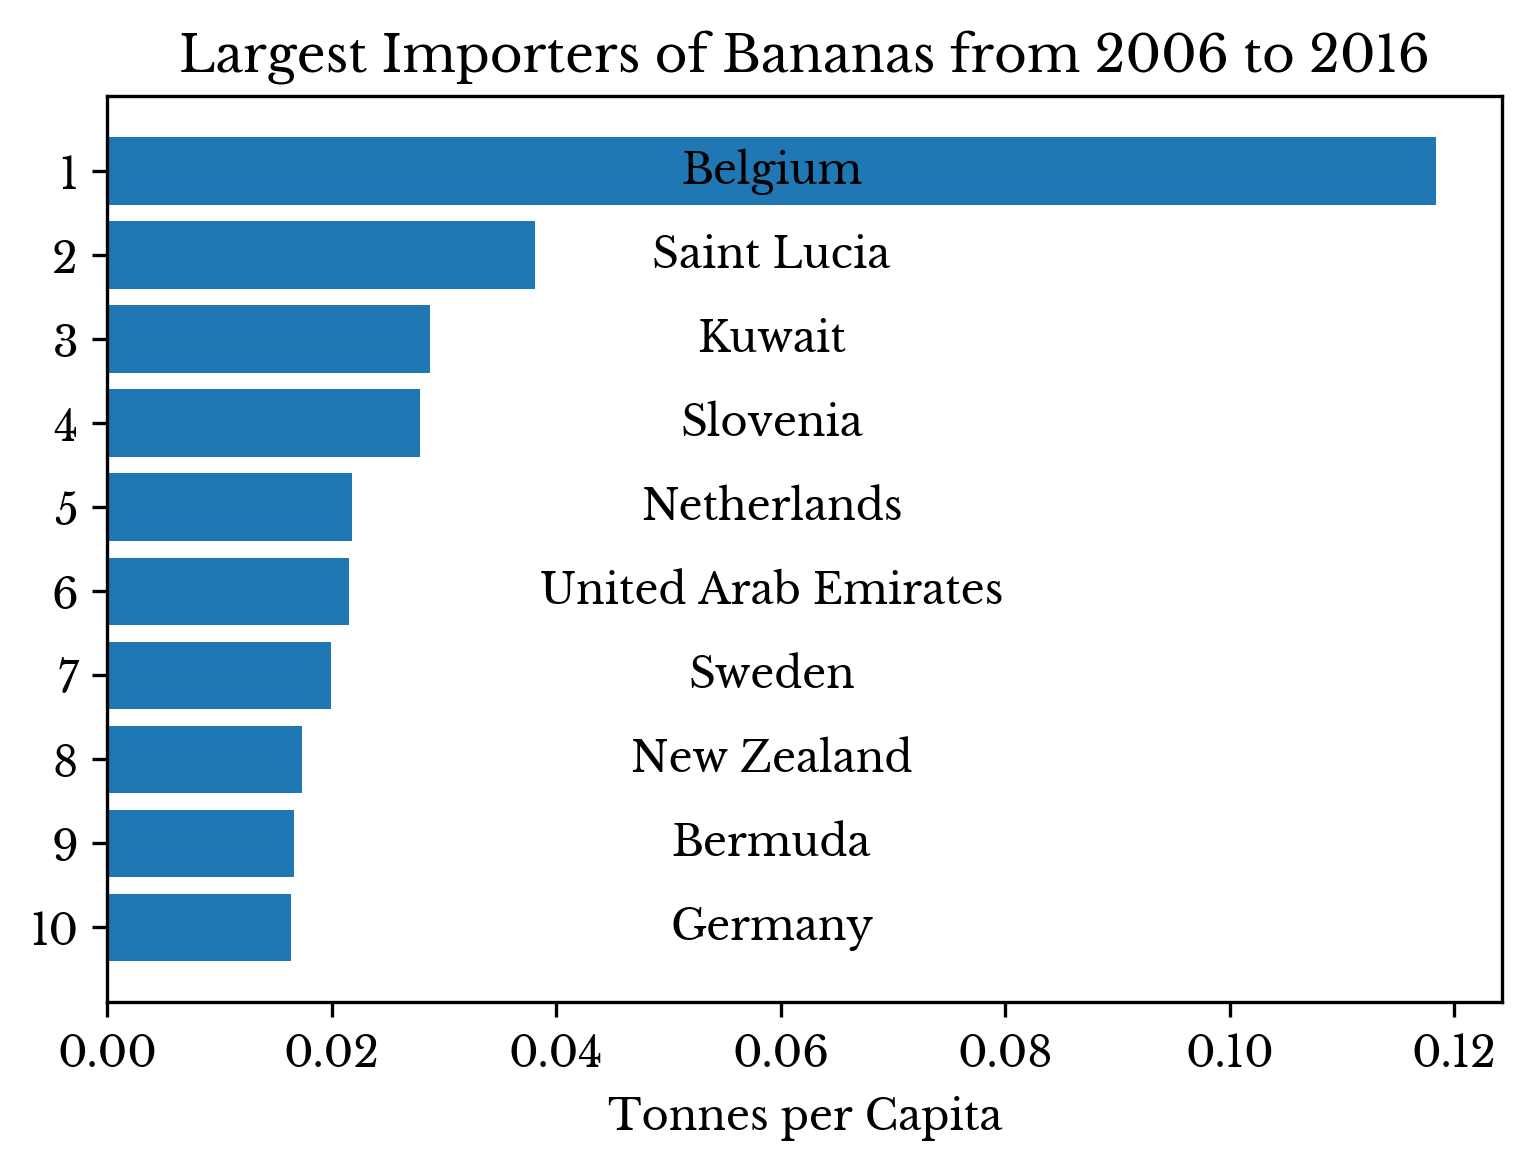 Largest Importers of Bananas from 2006 to 2016
1 Belgium
2 Saint Lucia
3 Kuwait
4 Slovenia
5 Netherlands
6 United Arab Emirates
7 Sweden
8 New Zealand
9 Bermuda
10 Germany
0.00 0.02 0.04 0.06 0.08 0.10 0.12
Tonnes per Capita